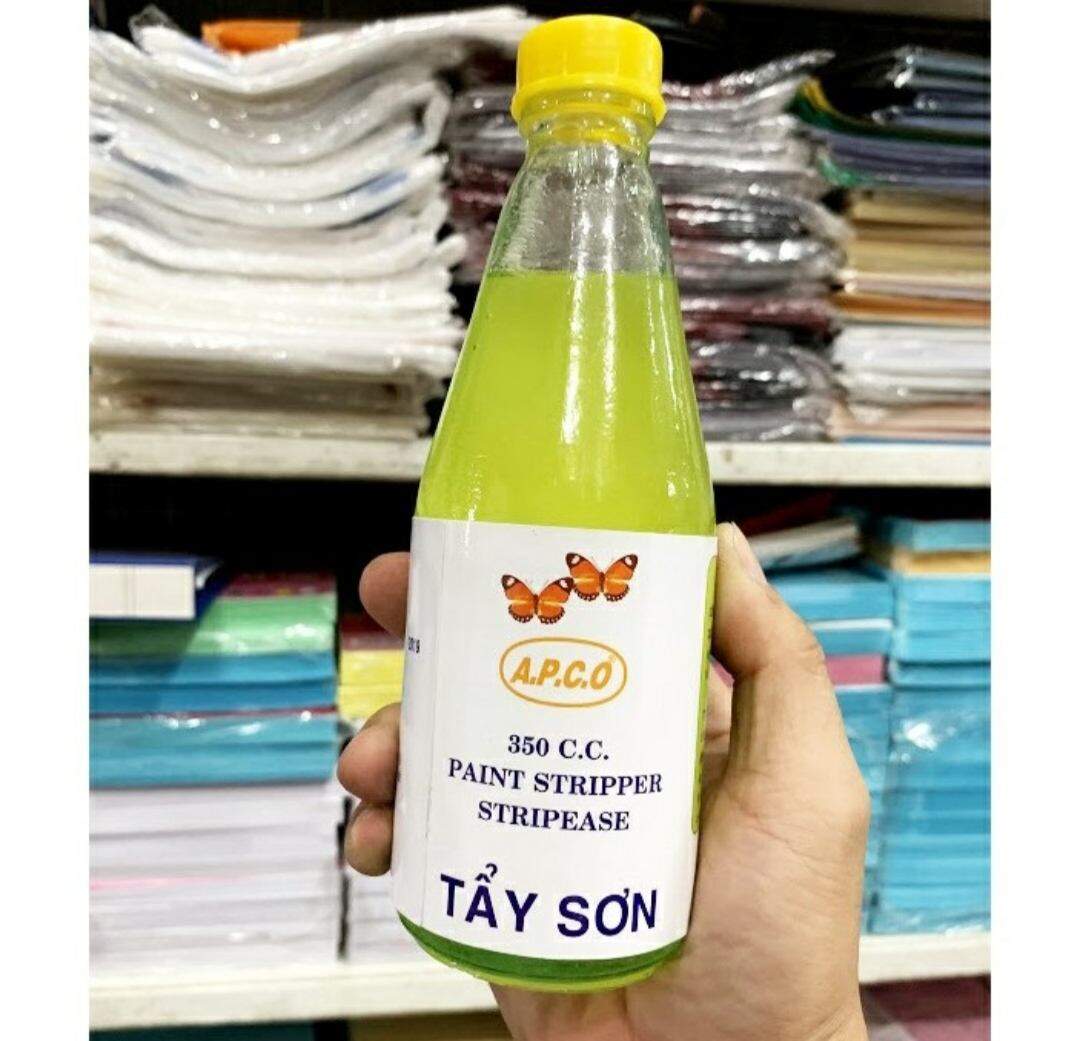 A.P.C.O
350 C.C.
PAINT STRIPPER
STRIPEASE
TẨY SƠN